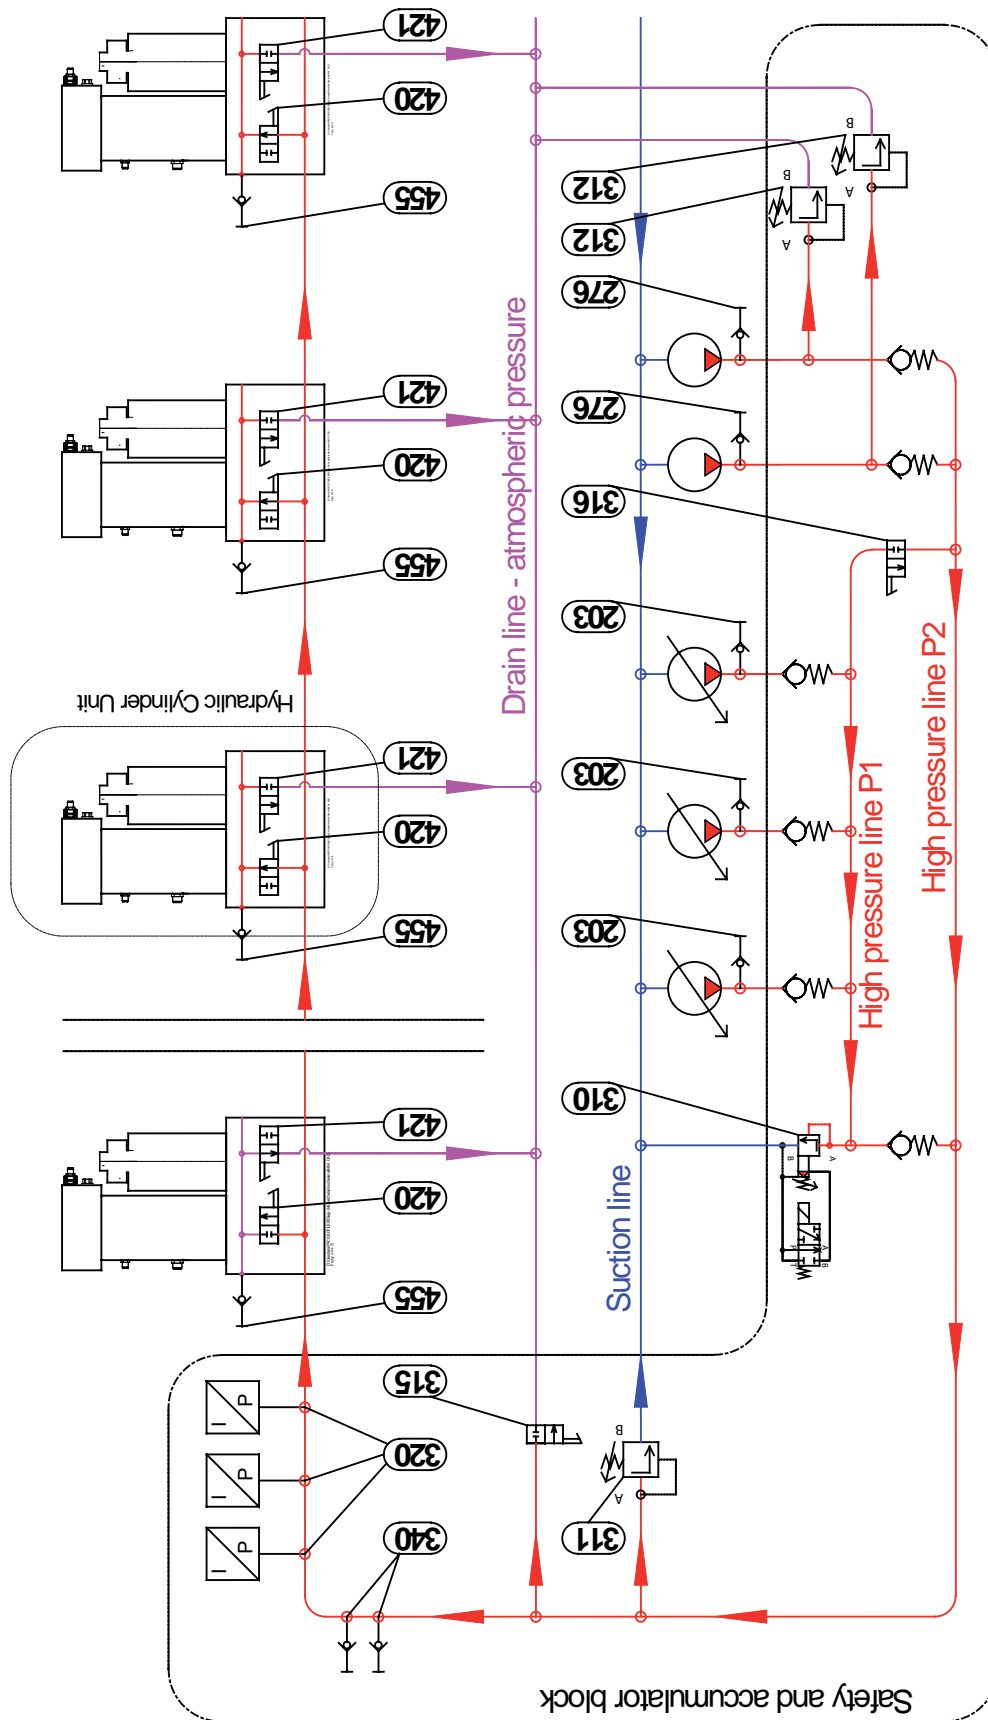 Safety and accumulator block
340
311
320
315
455
420
421
310
Suction line
455
420
421
Hydraulic Cylinder Unit
203
203
203
High pressure line P1
High pressure line P2
Drain line - atmospheric pressure
455
420
421
316
276
276
312
312
455
420
421
I
P
I
P
I
P
A
B
A
B
A
B
A
B
P
T
A
B